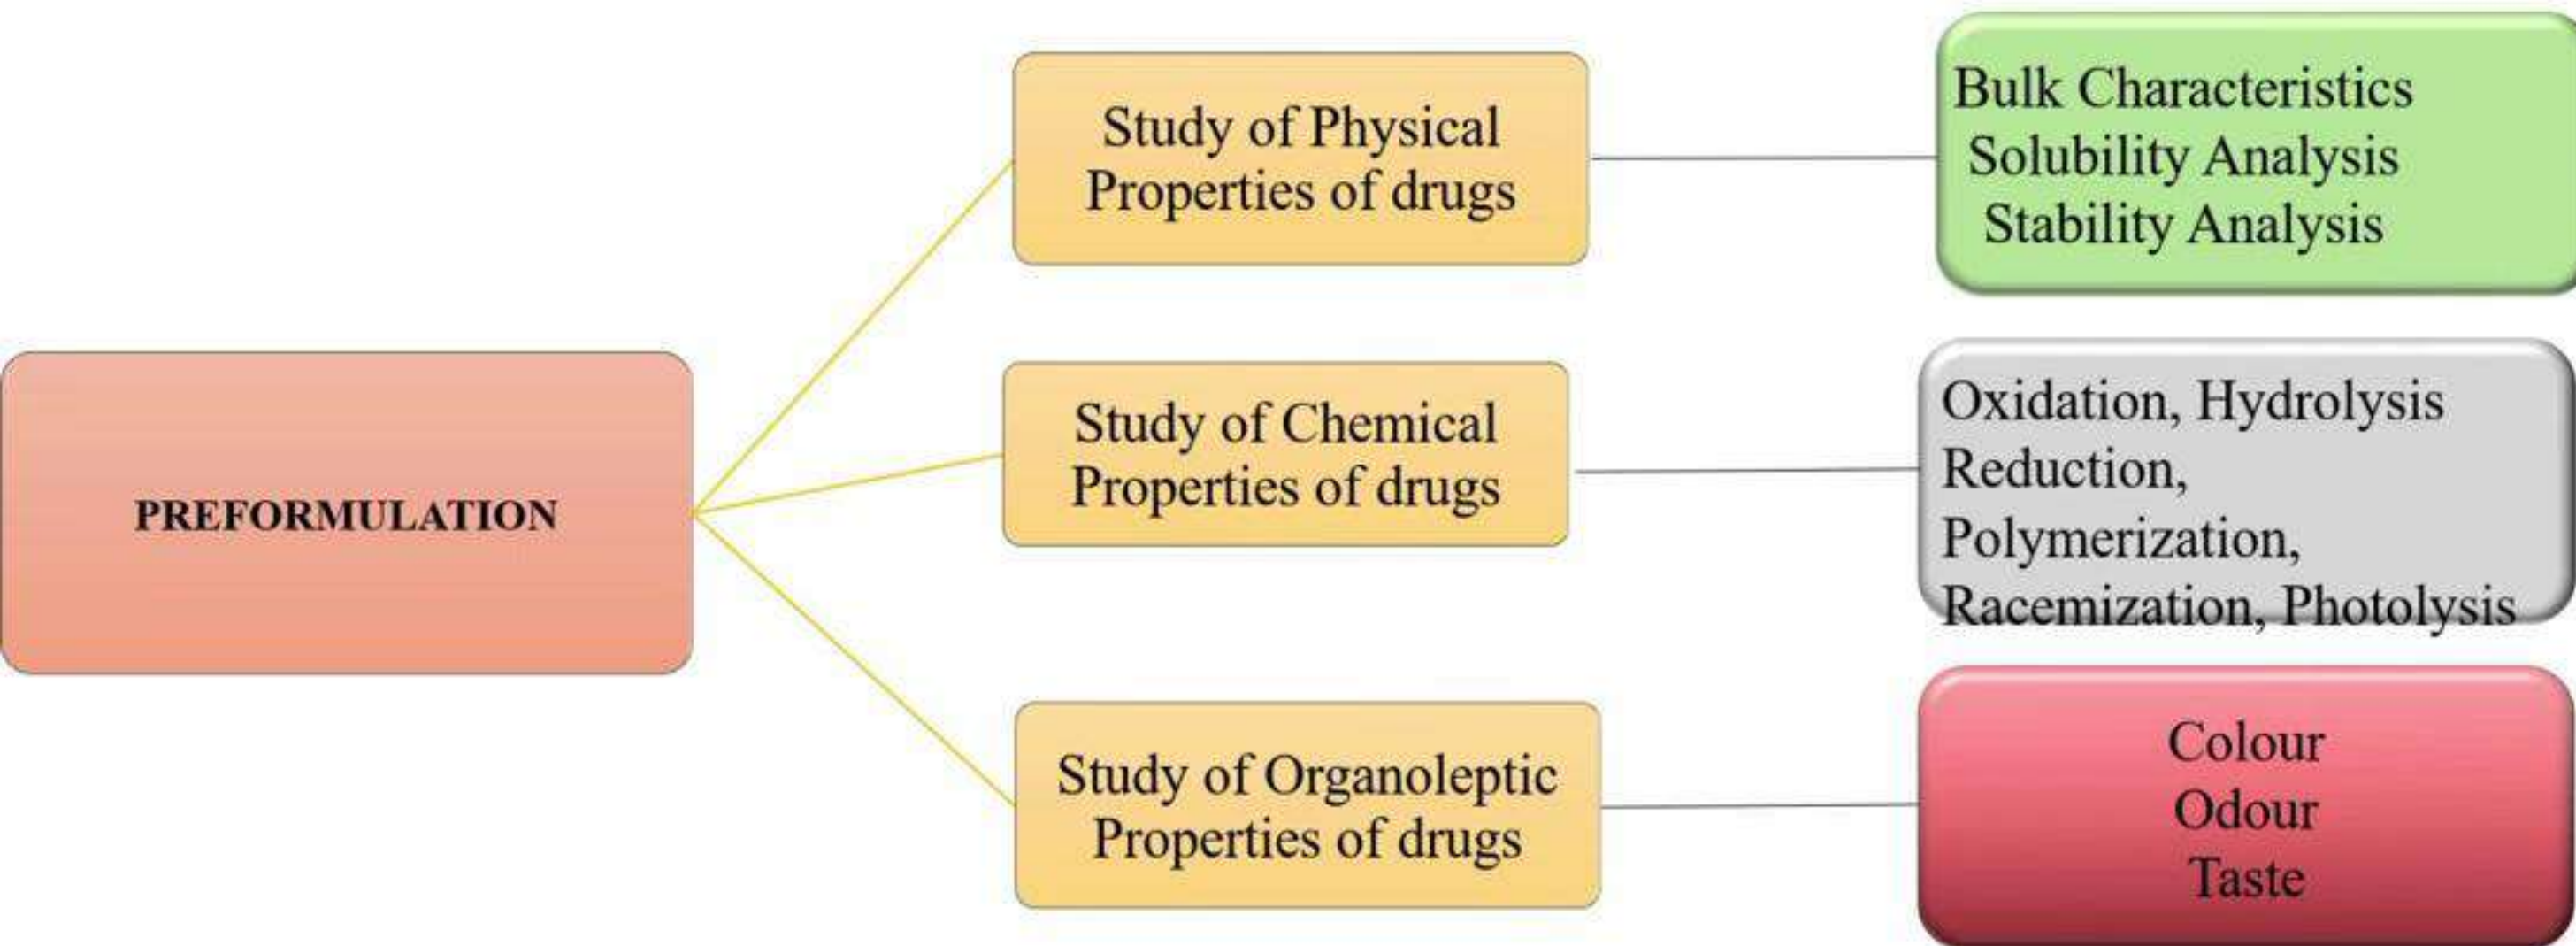 PREFORMULATION
Study of Physical
Properties of drugs
Bulk Characteristics
Solubility Analysis
Stability Analysis
Study of Chemical
Properties of drugs
Oxidation, Hydrolysis
Reduction,
Polymerization,
Racemization, Photolysis
Study of Organoleptic
Properties of drugs
Colour
Odour
Taste